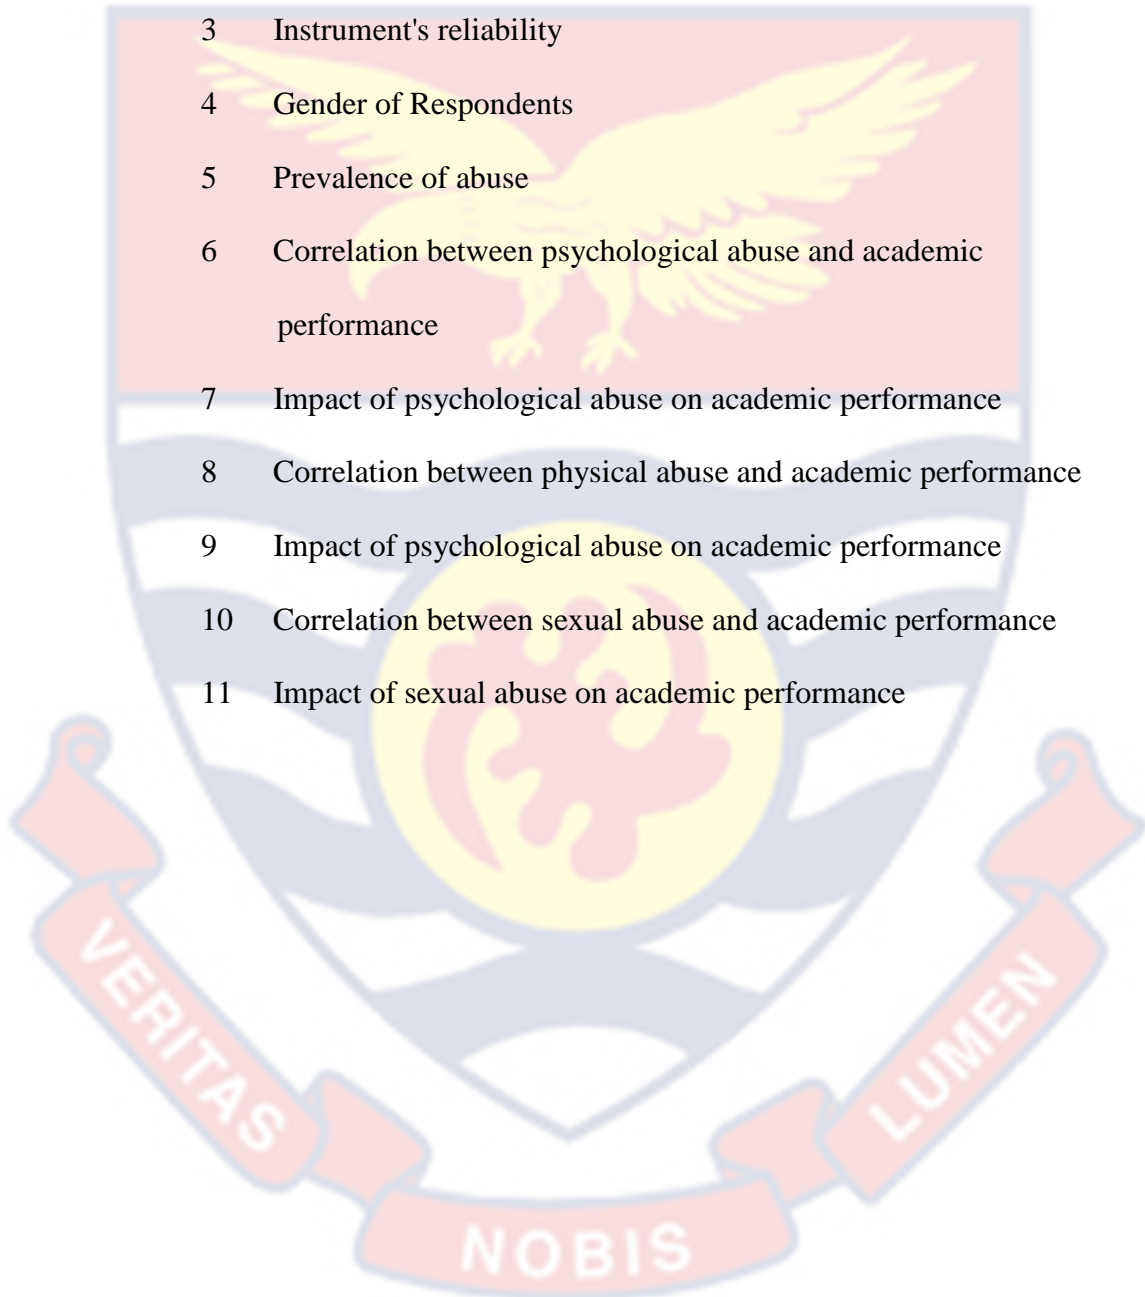 3 Instrument's reliability
4 Gender of Respondents
5 Prevalence of abuse
6 Correlation between psychological abuse and academic
performance
7 Impact of psychological abuse on academic performance
8 Correlation between physical abuse and academic performance
9 Impact of psychological abuse on academic performance
10 Correlation between sexual abuse and academic performance
11 Impact of sexual abuse on academic performance
VERITAS
NOBIS
LUMEN